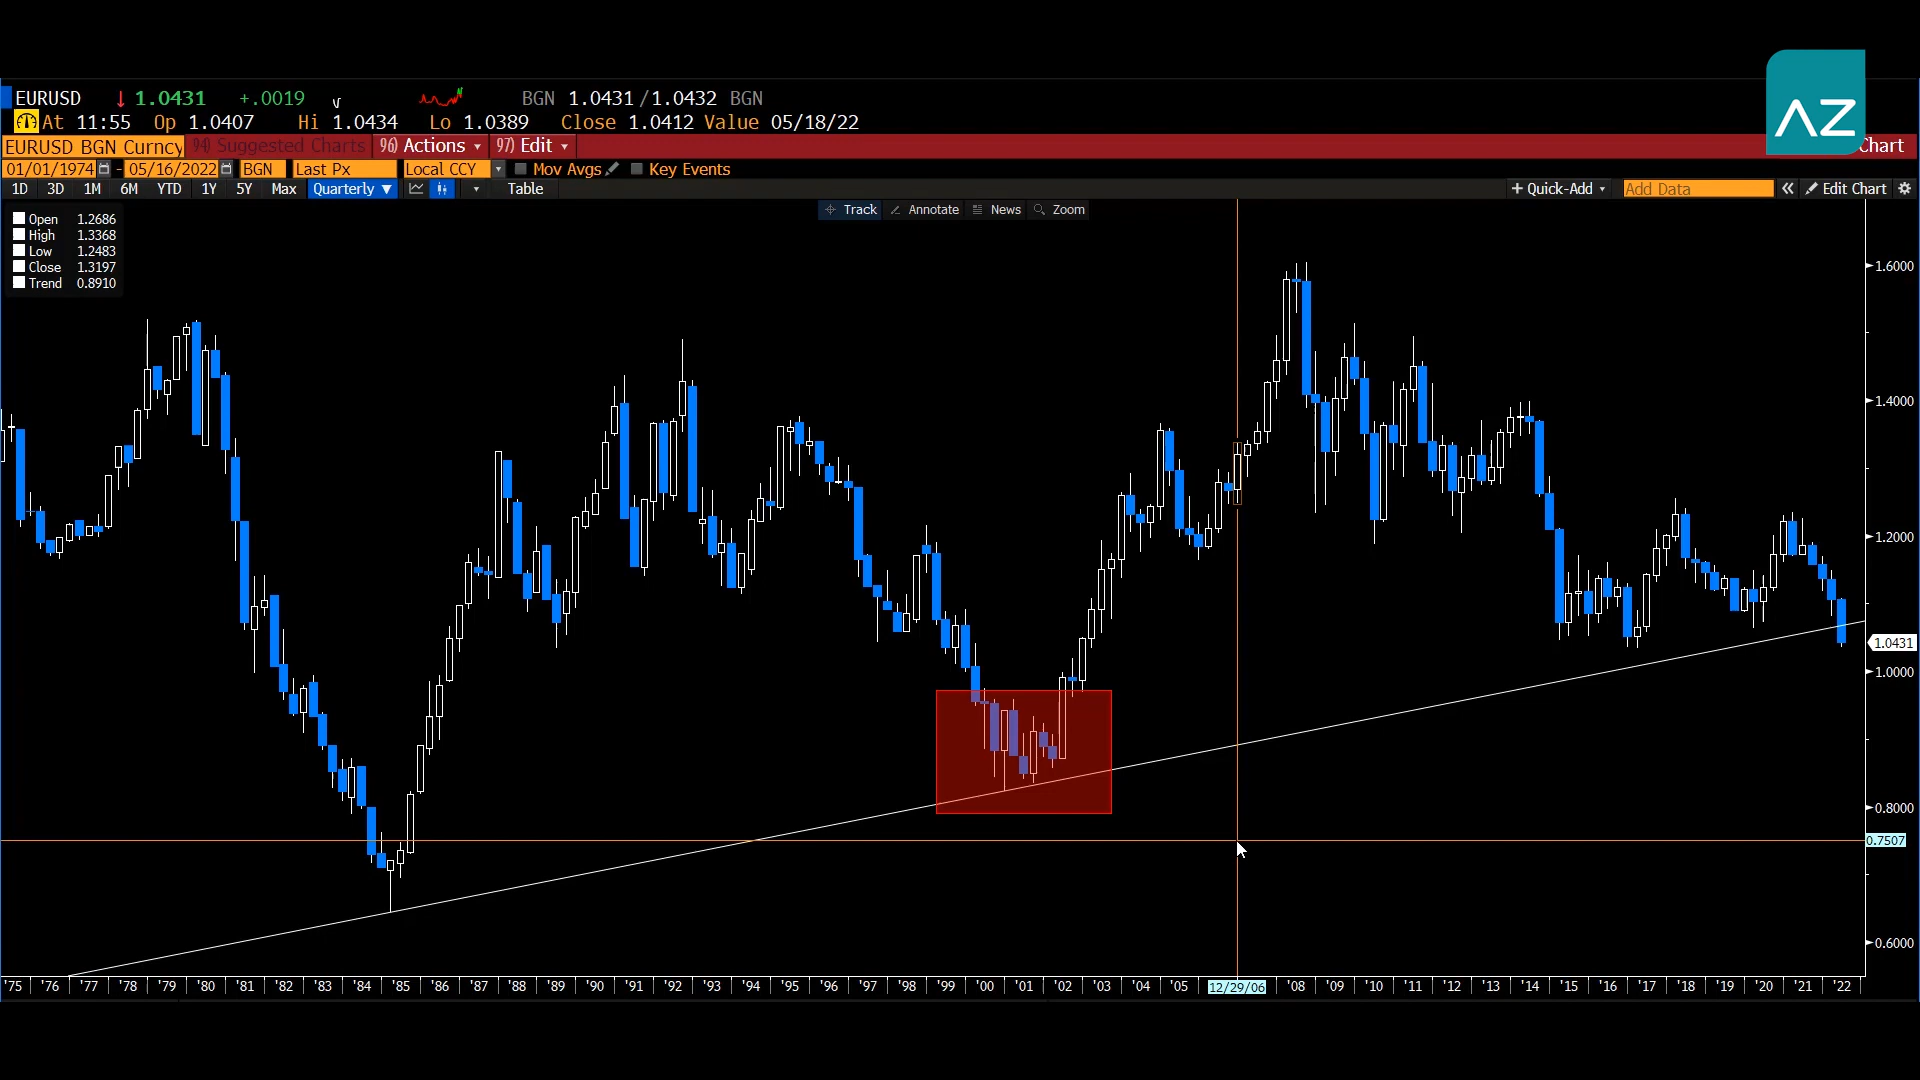 AZ
EURUSD ↓ 1.0431 +.0019 BGN 1.0431/1.0432 BGN
At 11:55 Op 1.0407 Hi 1.0434 Lo 1.0389 Close 1.0412 Value 05/18/22
EURUSD BGN Curncy 94) Suggested Charts 96) Actions 97) Edit Chart
01/01/1974 - 05/16/2022 BGN Last Px Local CCY Mov Avgs Key Events
1D 3D 1M 6M YTD 1Y 5Y Max Quarterly ▼ Table + Quick-Add Add Data « Edit Chart
Track Annotate News Zoom
Open 1.2686
High 1.3368
Low 1.2483
Close 1.3197
Trend 0.8910
1.6000
1.4000
1.2000
1.0431
1.0000
0.8000
0.7507
0.6000
'75 '76 '77 '78 '79 '80 '81 '82 '83 '84 '85 '86 '87 '88 '89 '90 '91 '92 '93 '94 '95 '96 '97 '98 '99 '00 '01 '02 '03 '04 '05 12/29/06 '08 '09 '10 '11 '12 '13 '14 '15 '16 '17 '18 '19 '20 '21 '22